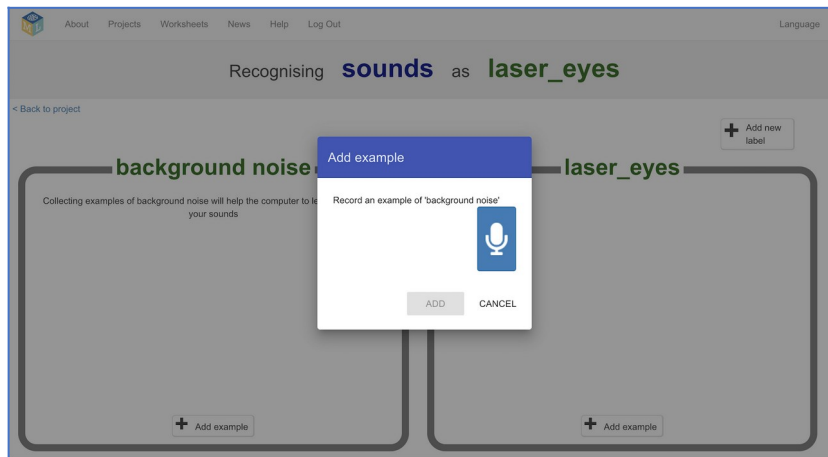 About Projects Worksheets News Help Log Out Language
Recognising sounds as laser_eyes
< Back to project
Add new
label
background noise
Collecting examples of background noise will help the computer to le
your sounds
Add example
Add example
Record an example of 'background noise'
ADD CANCEL
laser_eyes
Add example